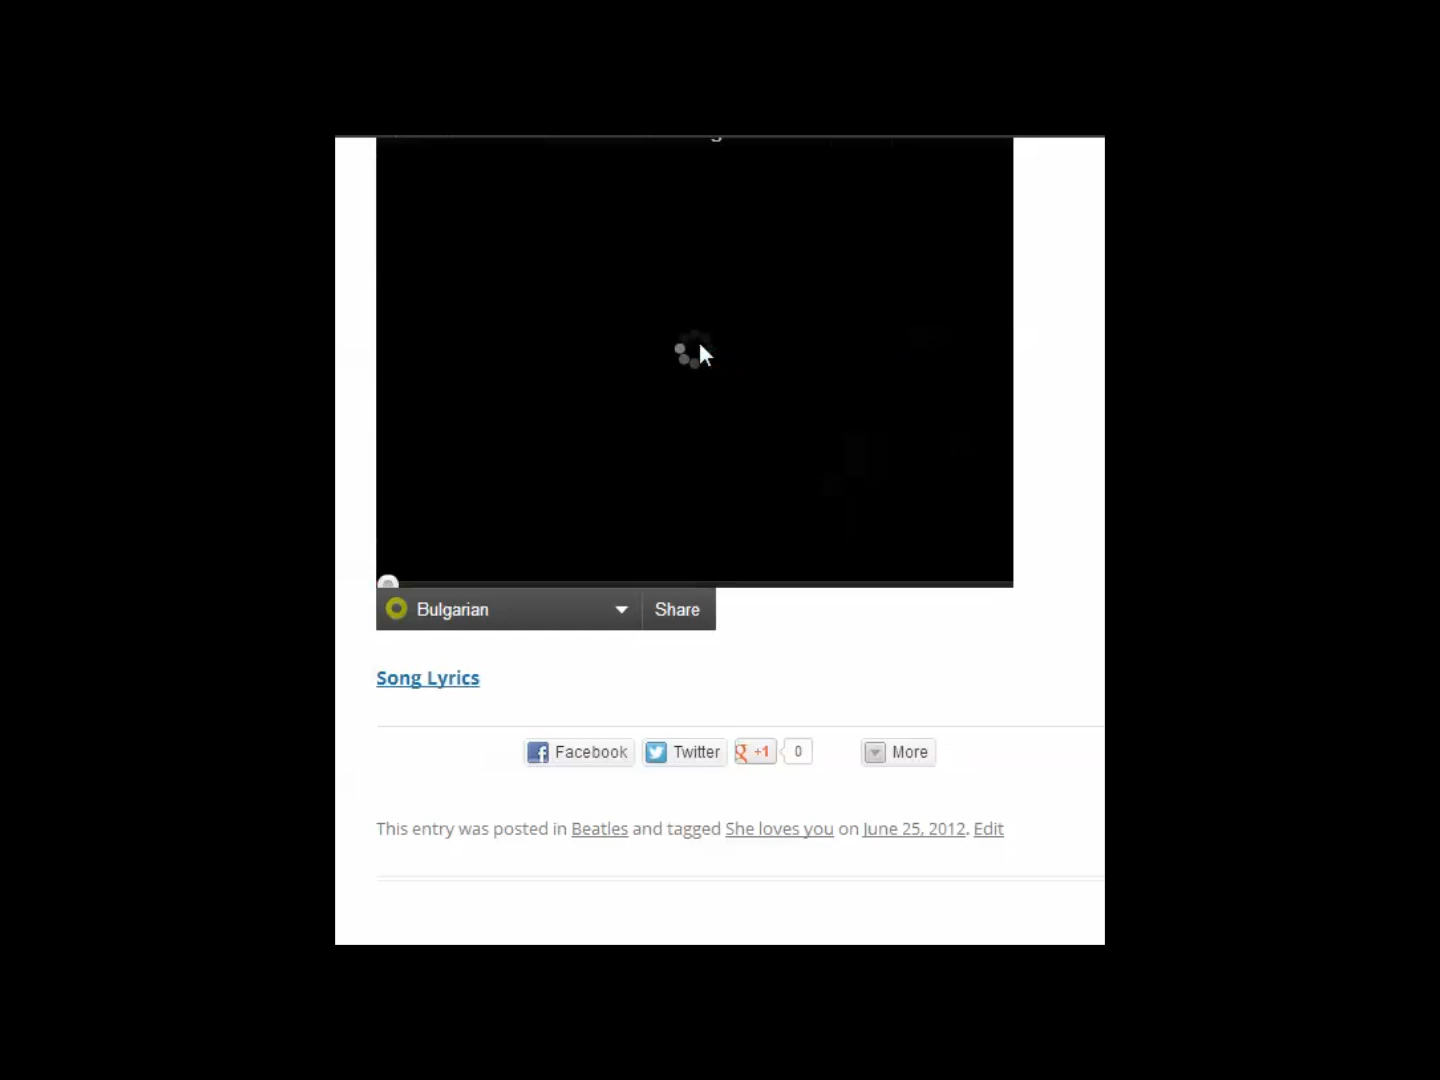 Bulgarian Share
Song Lyrics
Facebook Twitter +1 0 More
This entry was posted in Beatles and tagged She loves you on June 25, 2012. Edit